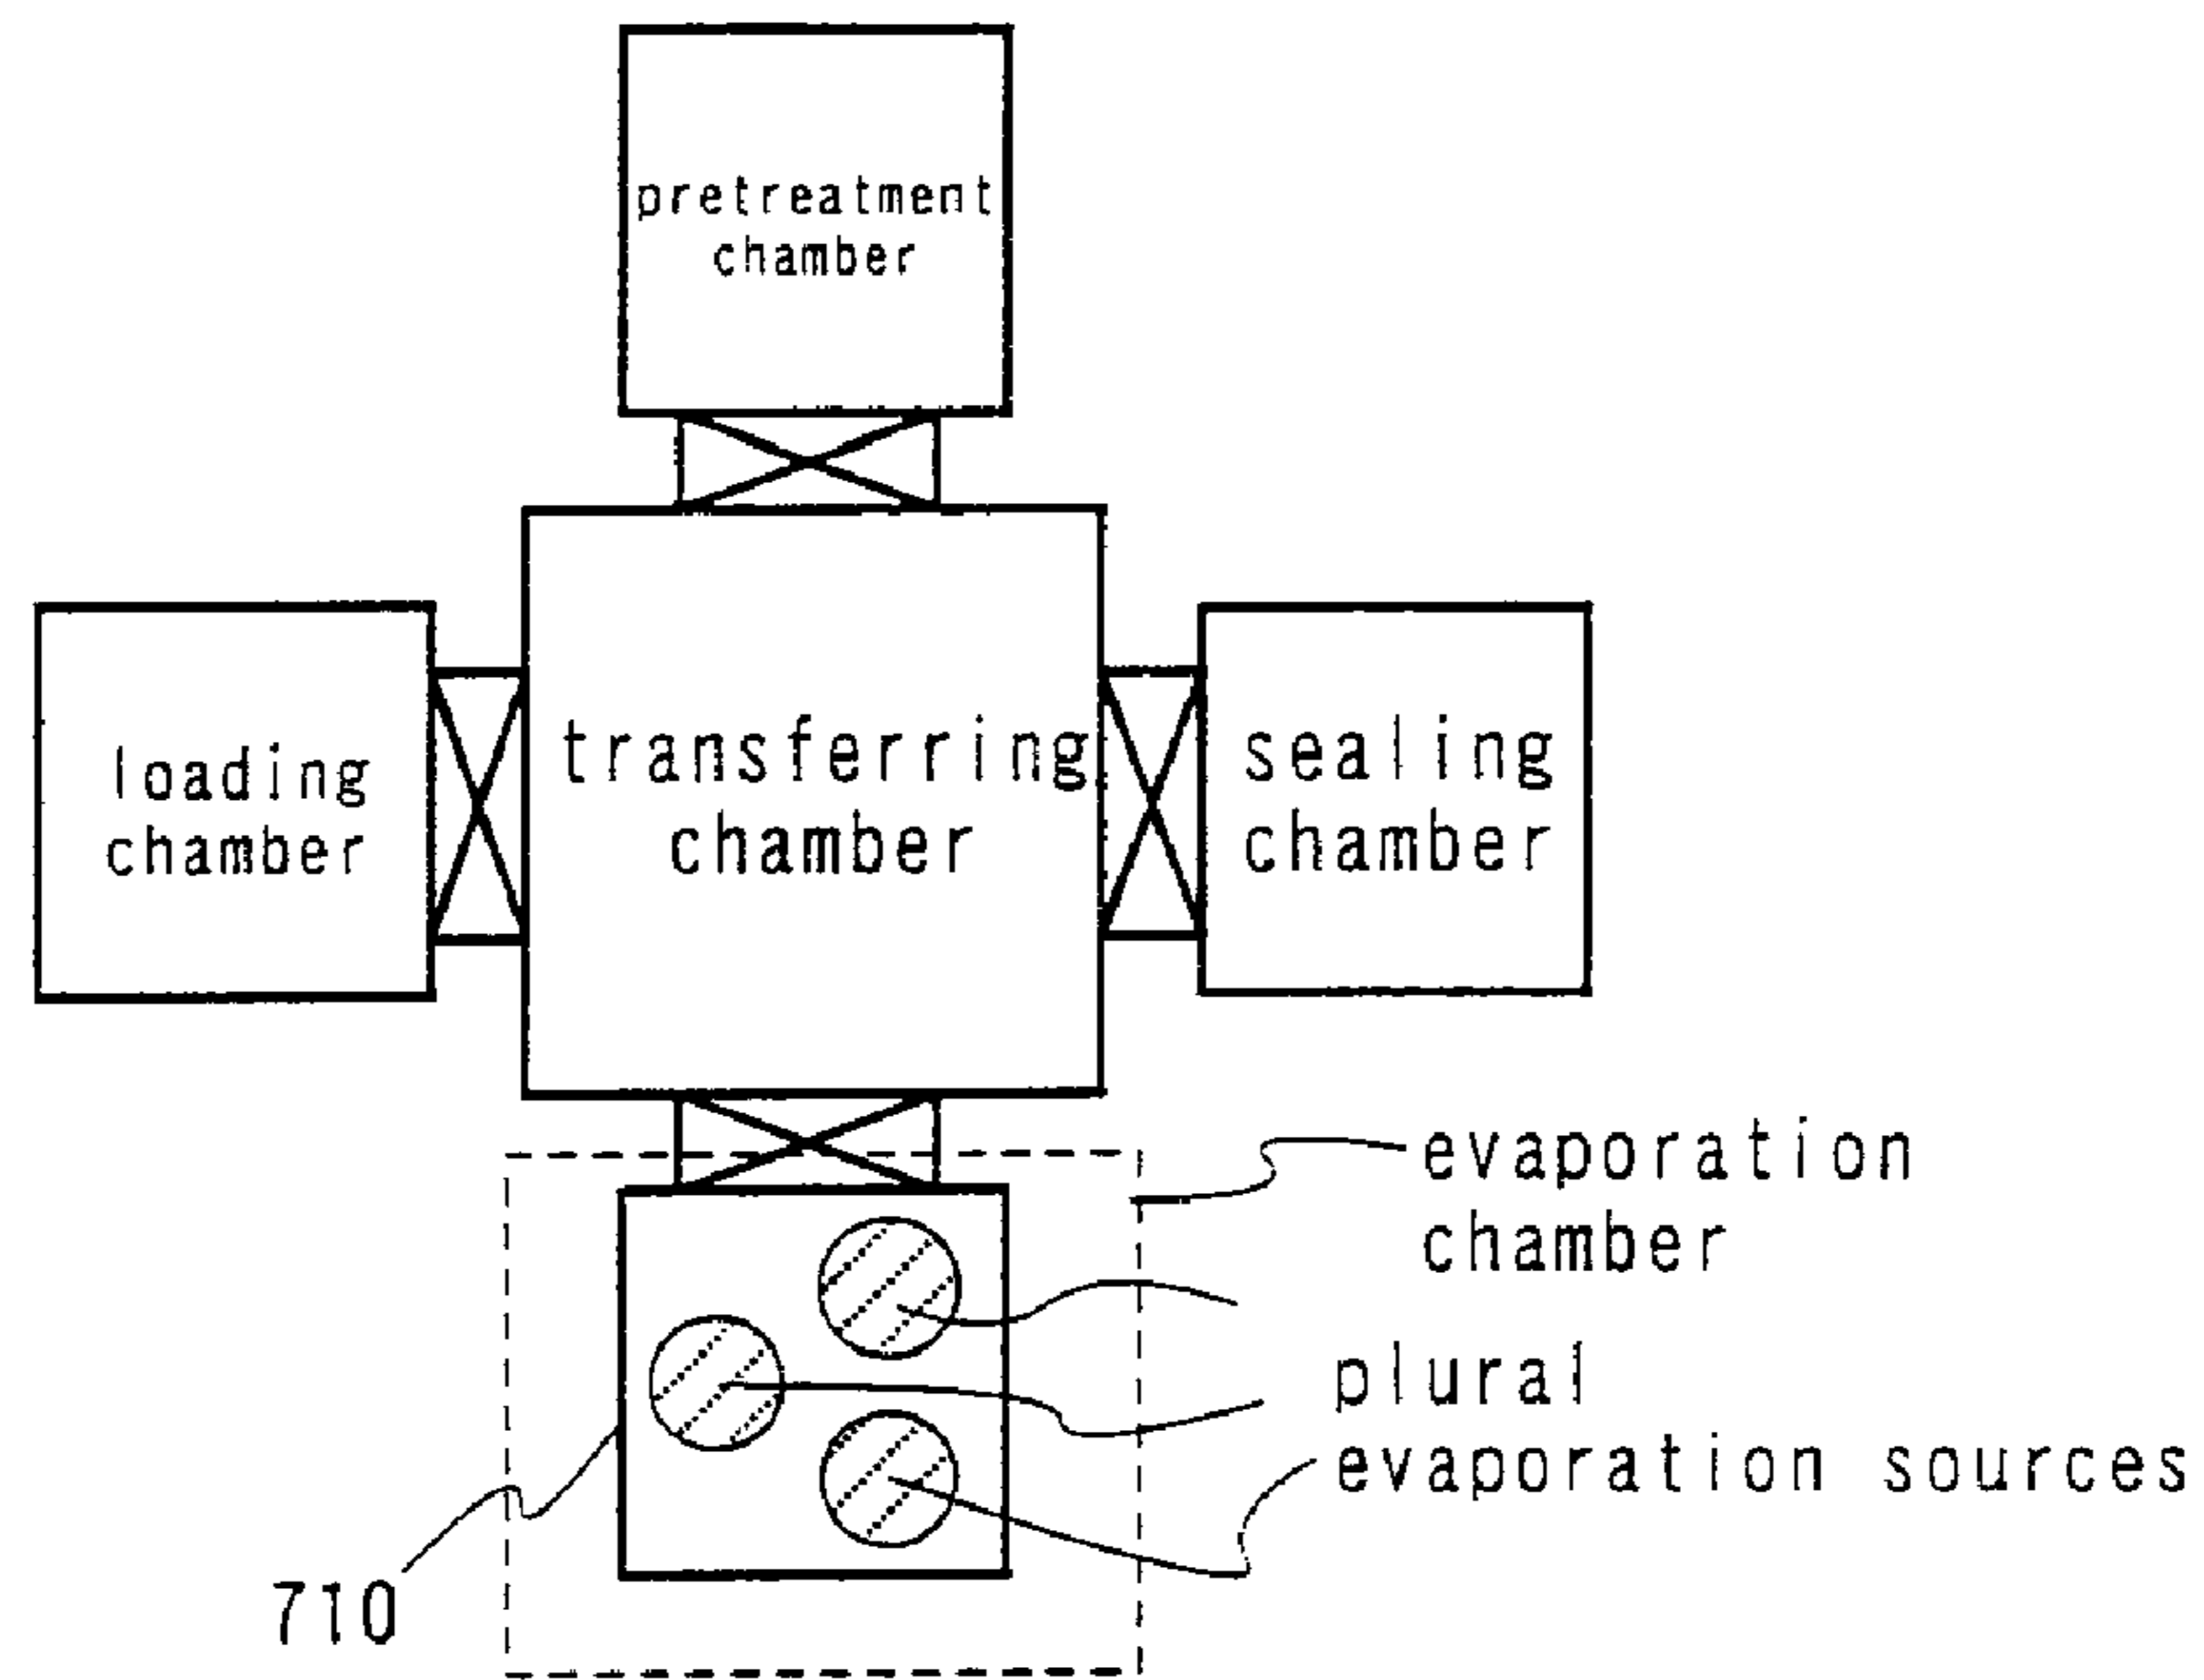 pretreatment
chamber
loading
chamber
transferring
chamber
sealing
chamber
evaporation
chamber
plural
evaporation sources
710